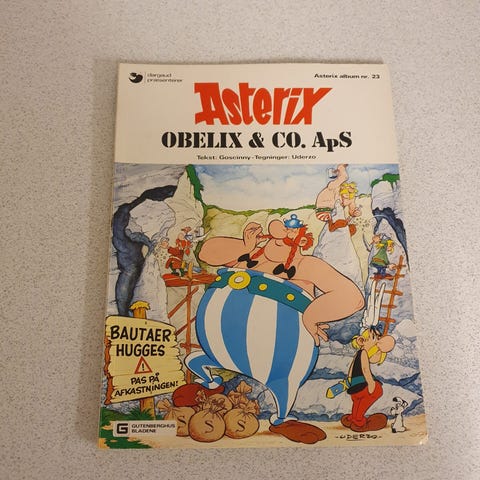 dargaud
præsenterer
Asterix album nr. 23
Asterix
OBELIX & CO. ApS
Tekst: Goscinny - Tegninger: Uderzo
BAUTAER
HUGGES
!
PAS PÅ
AFKASTNINGEN!
S S
G GUTENBERGHUS
BLADENE
-UDERZO-